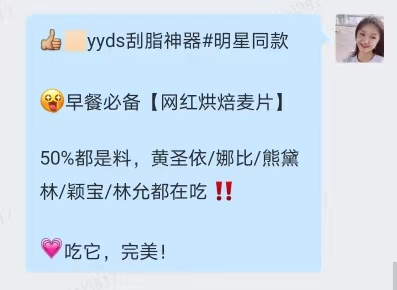 yyds刮脂神器#明星同款
早餐必备【网红烘焙麦片】
50%都是料，黄圣依/娜比/熊黛
林/颖宝/林允都在吃‼️
吃它，完美！